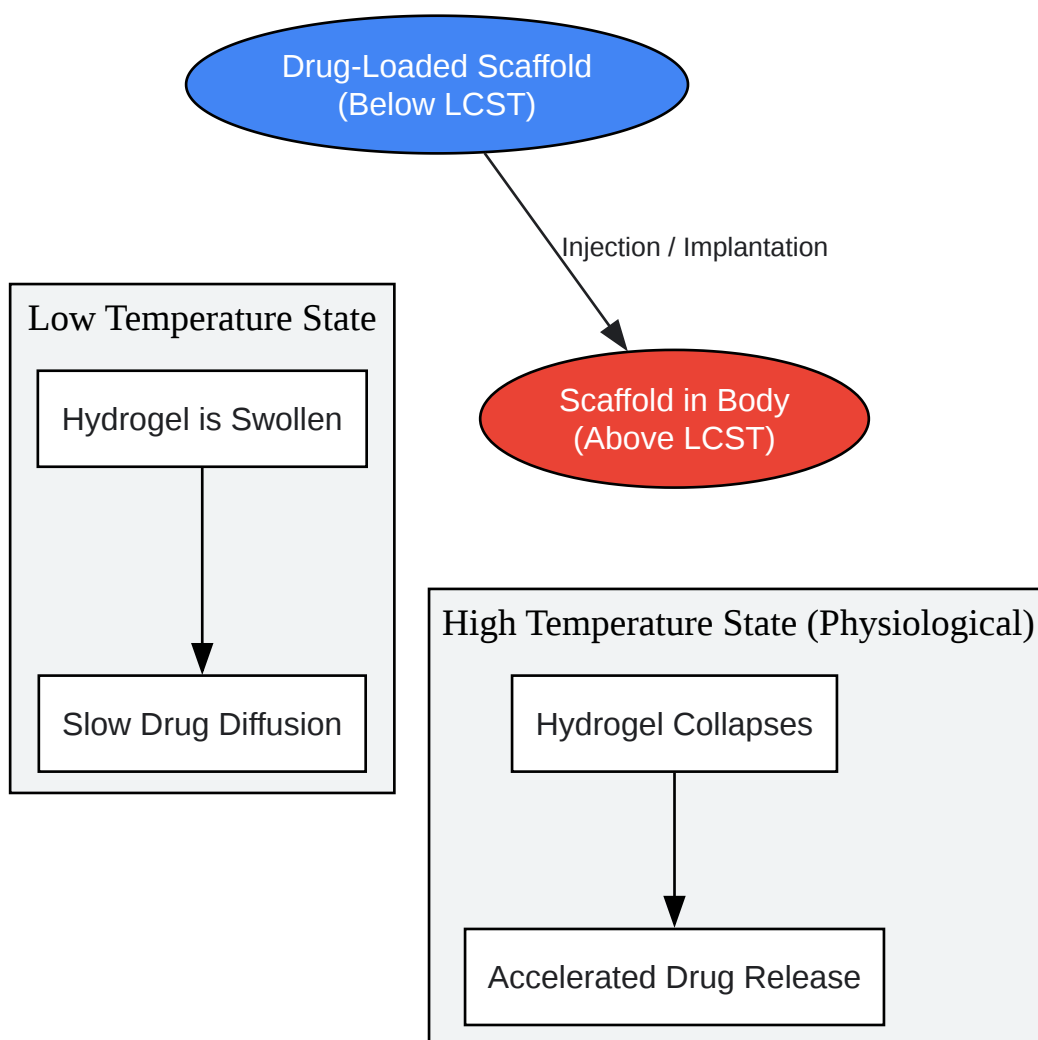 Drug-Loaded Scaffold
(Below LCST)
Injection / Implantation
Low Temperature State
Hydrogel is Swollen
Slow Drug Diffusion
Scaffold in Body
(Above LCST)
High Temperature State (Physiological)
Hydrogel Collapses
Accelerated Drug Release